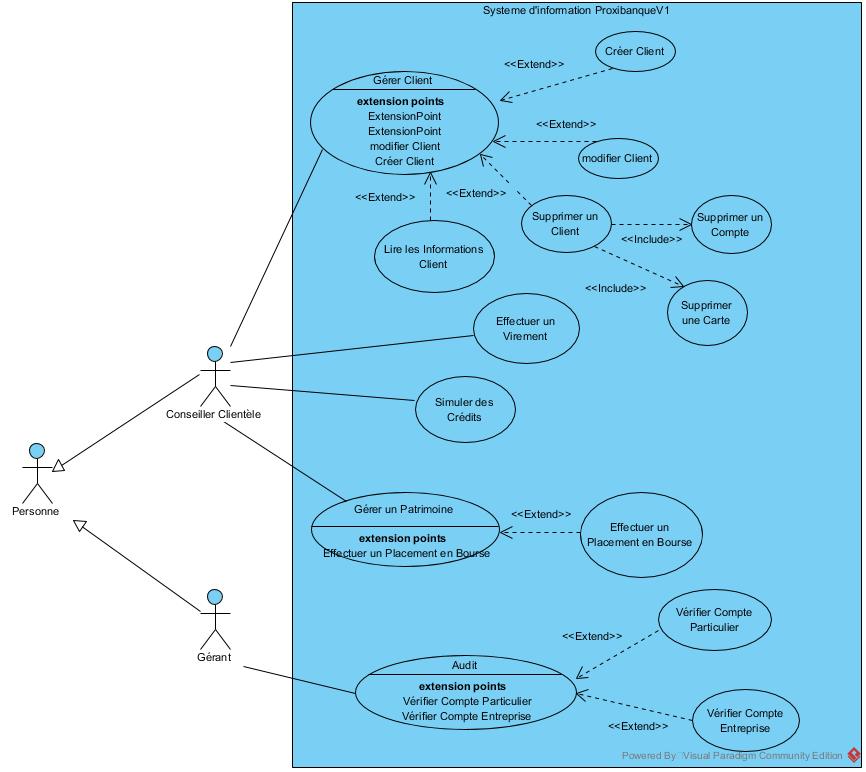 Systeme d'information ProxibanqueV1
Créer Client
<<Extend>>
Gérer Client
extension points
ExtensionPoint
ExtensionPoint
modifier Client
Créer Client
<<Extend>>
modifier Client
<<Extend>>
<<Extend>>
Supprimer un
Client
<<Include>>
Supprimer un
Compte
Lire les Informations
Client
<<Include>>
Supprimer
une Carte
Effectuer un
Virement
Conseiller Clientèle
Simuler des
Crédits
Personne
Gérer un Patrimoine
extension points
Effectuer un Placement en Bourse
<<Extend>>
Effectuer un
Placement en Bourse
Vérifier Compte
Particulier
<<Extend>>
Gérant
Audit
extension points
Vérifier Compte Particulier
Vérifier Compte Entreprise
<<Extend>>
Vérifier Compte
Entreprise
Powered By Visual Paradigm Community Edition